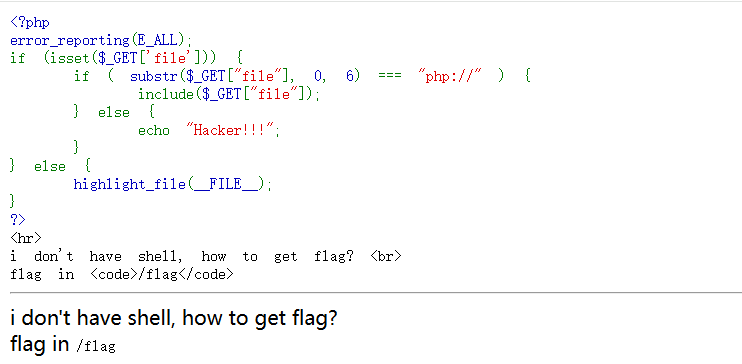 <?php
error_reporting(E_ALL);
if (isset($_GET['file'])) {
if ( substr($_GET["file"], 0, 6) === "php://" ) {
include($_GET["file"]);
} else {
echo "Hacker!!!";
}
} else {
highlight_file(__FILE__);
}
?>
<hr>
i don't have shell, how to get flag? <br>
flag in <code>/flag</code>
i don't have shell, how to get flag?
flag in /flag